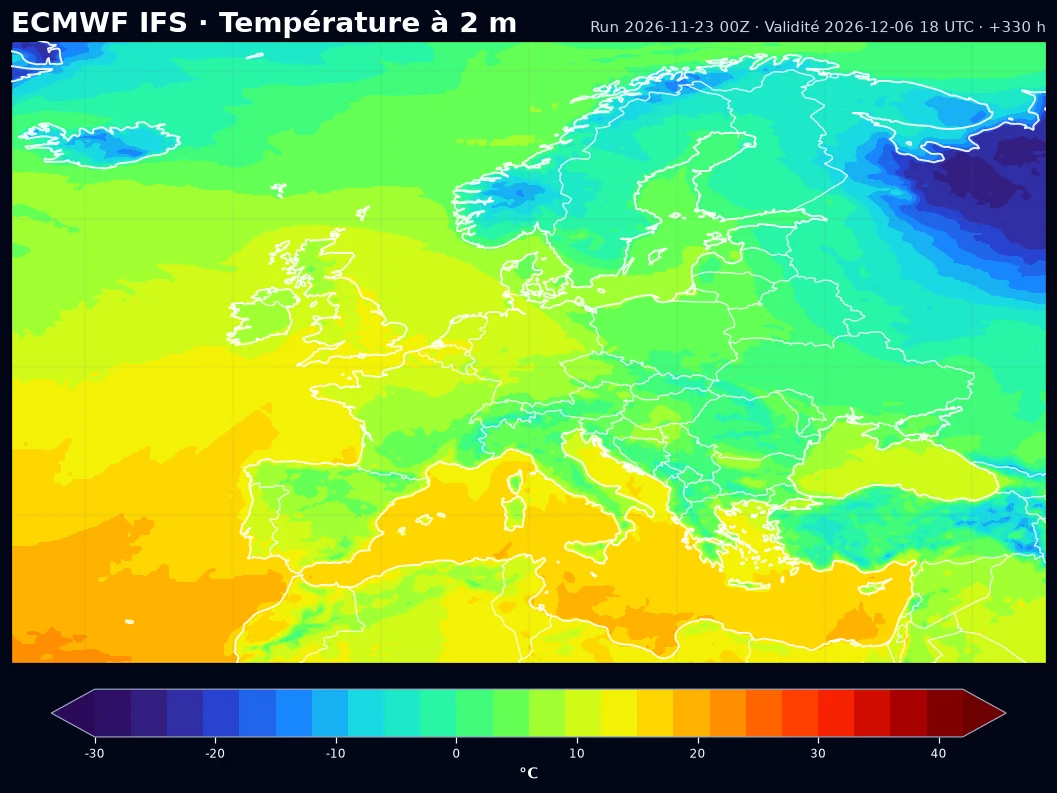 ECMWF IFS · Température à 2 m
Run 2026-11-23 00Z · Validité 2026-12-06 18 UTC · +330 h
-30 -20 -10 0 10 20 30 40
°C